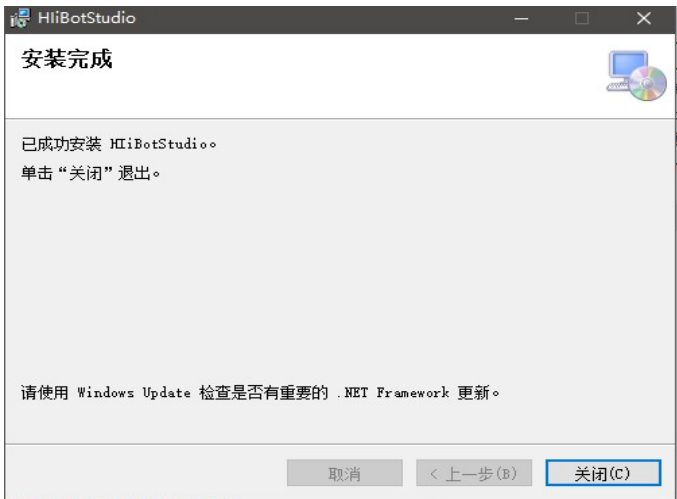 HIiBotStudio
安装完成
已成功安装 HIiBotStudio。
单击“关闭”退出。
请使用 Windows Update 检查是否有重要的 .NET Framework 更新。
取消
< 上一步(B)
关闭(C)